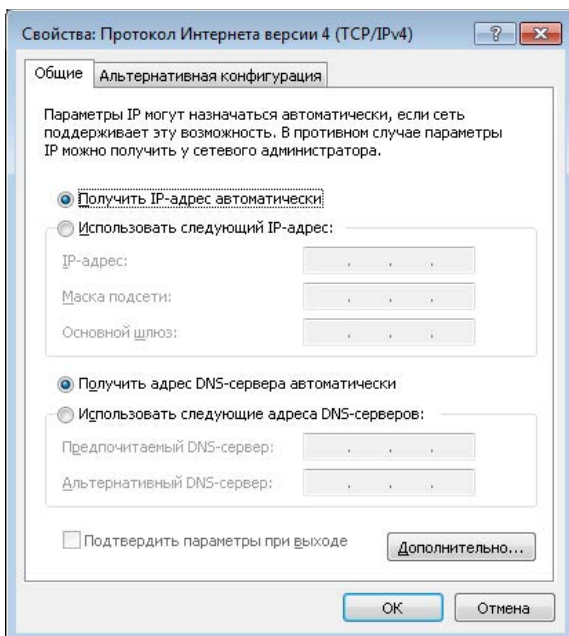 Свойства: Протокол Интернета версии 4 (TCP/IPv4)
Общие
Альтернативная конфигурация
Параметры IP могут назначаться автоматически, если сеть
поддерживает эту возможность. В противном случае параметры
IP можно получить у сетевого администратора.
Получить IP-адрес автоматически
Использовать следующий IP-адрес:
IP-адрес:
Маска подсети:
Основной шлюз:
Получить адрес DNS-сервера автоматически
Использовать следующие адреса DNS-серверов:
Предпочитаемый DNS-сервер:
Альтернативный DNS-сервер:
Подтвердить параметры при выходе
Дополнительно...
ОК
Отмена